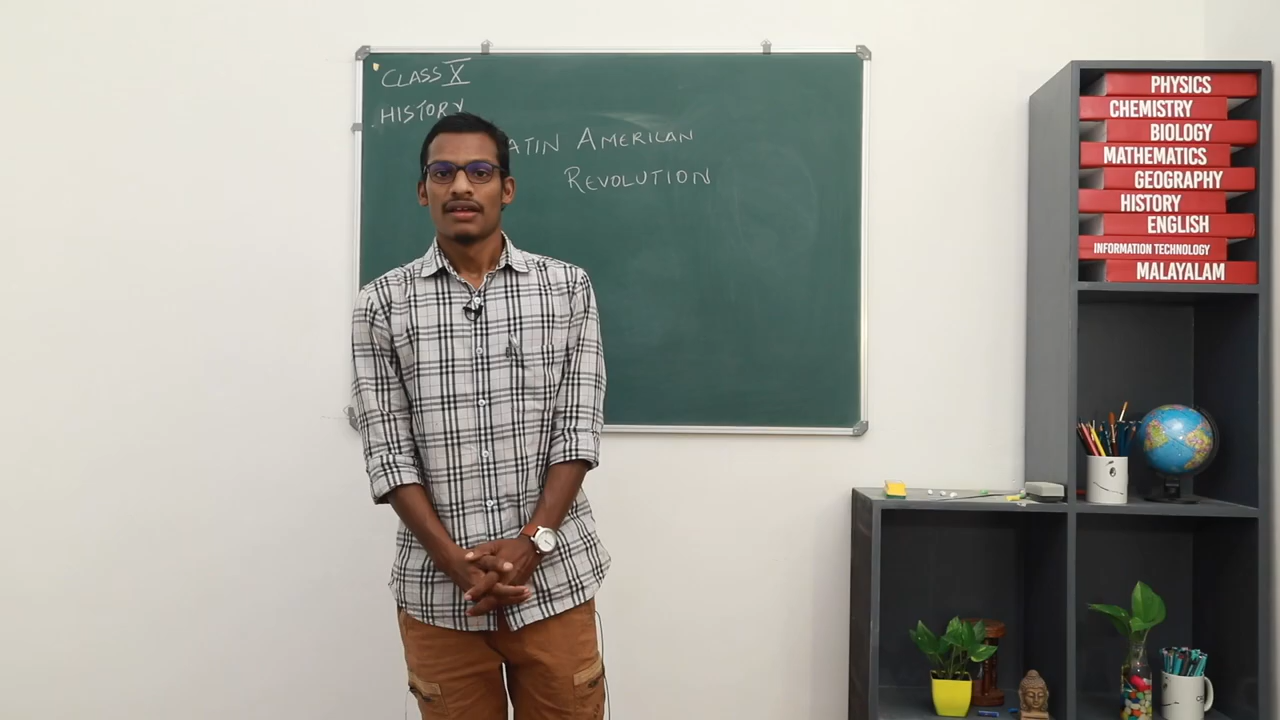 CLASS X
HISTORY
ATIN AMERICAN
REVOLUTION
PHYSICS
CHEMISTRY
BIOLOGY
MATHEMATICS
GEOGRAPHY
HISTORY
ENGLISH
INFORMATION TECHNOLOGY
MALAYALAM